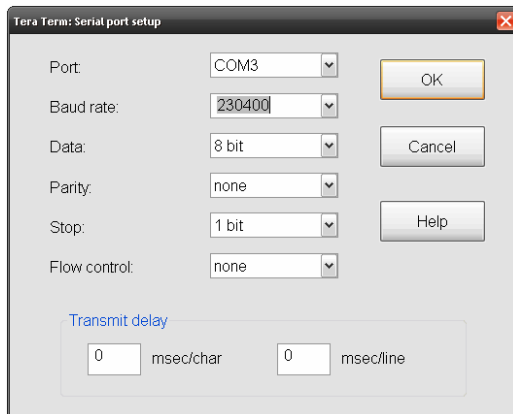 Tera Term: Serial port setup
Port: COM3
OK
Baud rate: 230400
Data: 8 bit
Cancel
Parity: none
Stop: 1 bit
Help
Flow control: none
Transmit delay
0 msec/char 0 msec/line